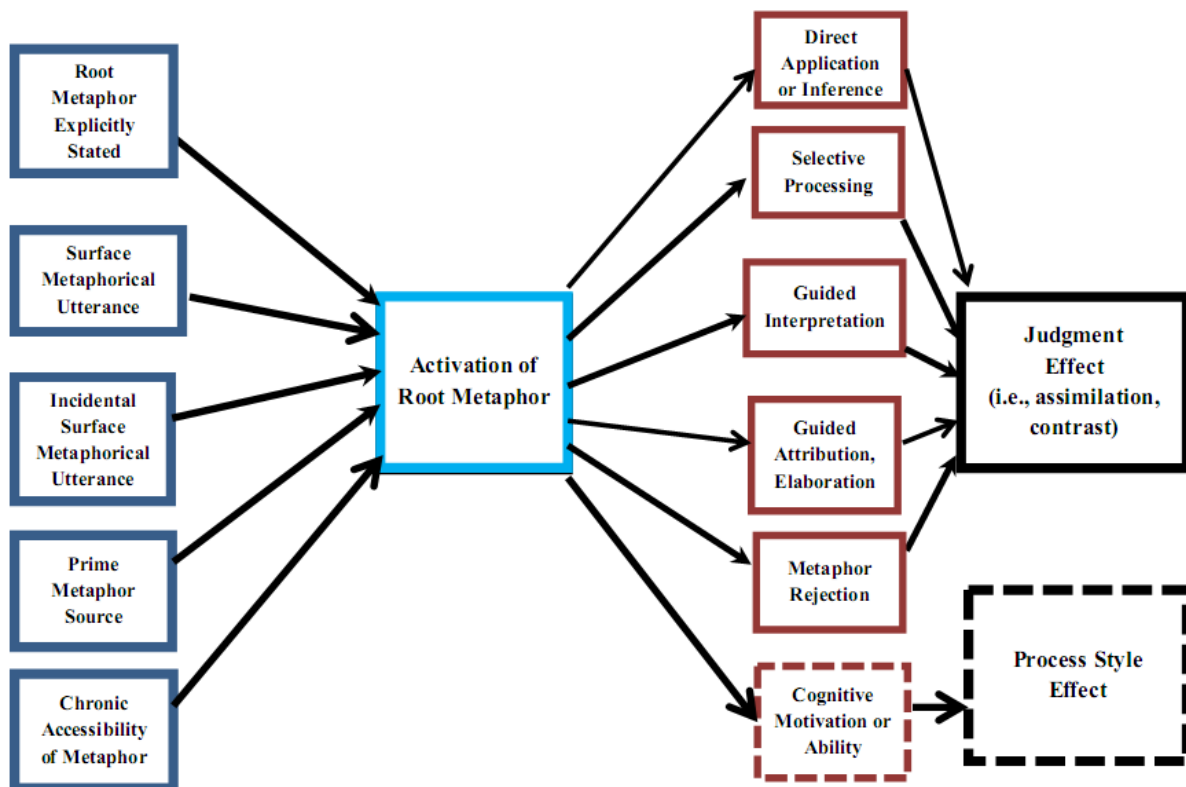 Root
Metaphor
Explicitly
Stated
Surface
Metaphorical
Utterance
Incidental
Surface
Metaphorical
Utterance
Prime
Metaphor
Source
Chronic
Accessibility
of Metaphor
Activation of
Root Metaphor
Direct
Application
or Inference
Selective
Processing
Guided
Interpretation
Guided
Attribution,
Elaboration
Metaphor
Rejection
Cognitive
Motivation or
Ability
Judgment
Effect
(i.e., assimilation,
contrast)
Process Style
Effect